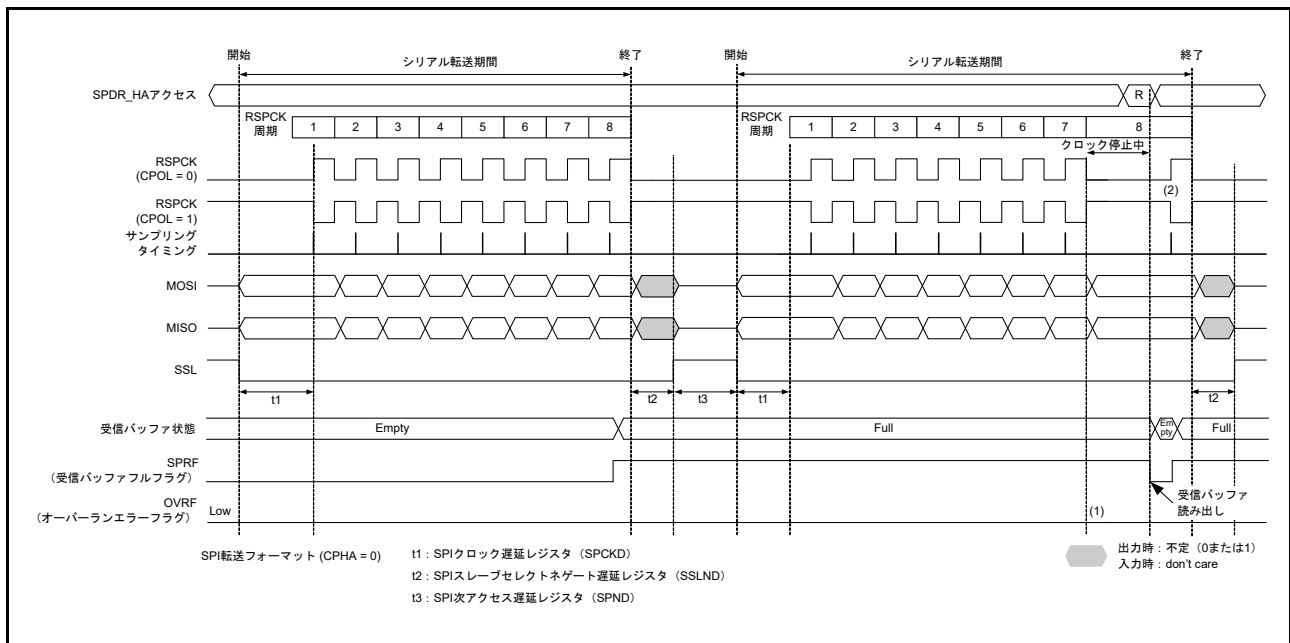 開始 シリアル転送期間 終了 開始 シリアル転送期間 終了
SPDR_HAアクセス R
RSPCK
周期 1 2 3 4 5 6 7 8
RSPCK
周期 1 2 3 4 5 6 7 8
クロック停止中
RSPCK
(CPOL = 0) (2)
RSPCK
(CPOL = 1)
サンプリング
タイミング
MOSI
MISO
SSL
t1 t2 t3 t1 t2
受信バッファ状態 Empty Full Em
pty Full
SPRF
(受信バッファフルフラグ)
受信バッファ
読み出し
OVRF
(オーバーランエラーフラグ) Low (1)
SPI転送フォーマット (CPHA = 0)
t1:SPIクロック遅延レジスタ(SPCKD)
t2:SPIスレーブセレクトネゲート遅延レジスタ(SSLND)
t3:SPI次アクセス遅延レジスタ(SPND)
出力時:不定(0または1)
入力時:don't care